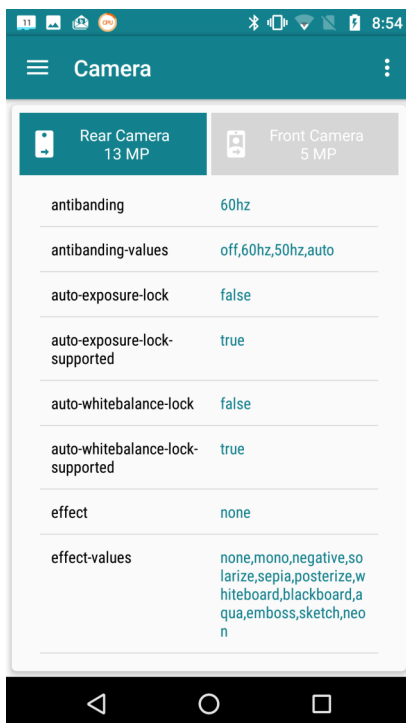 11 CPU 8:54
Camera
Rear Camera
13 MP
Front Camera
5 MP
antibanding 60hz
antibanding-values off,60hz,50hz,auto
auto-exposure-lock false
auto-exposure-lock- true
supported
auto-whitebalance-lock false
auto-whitebalance-lock- true
supported
effect none
effect-values none,mono,negative,so
larize,sepia,posterize,w
hiteboard,blackboard,a
qua,emboss,sketch,neo
n